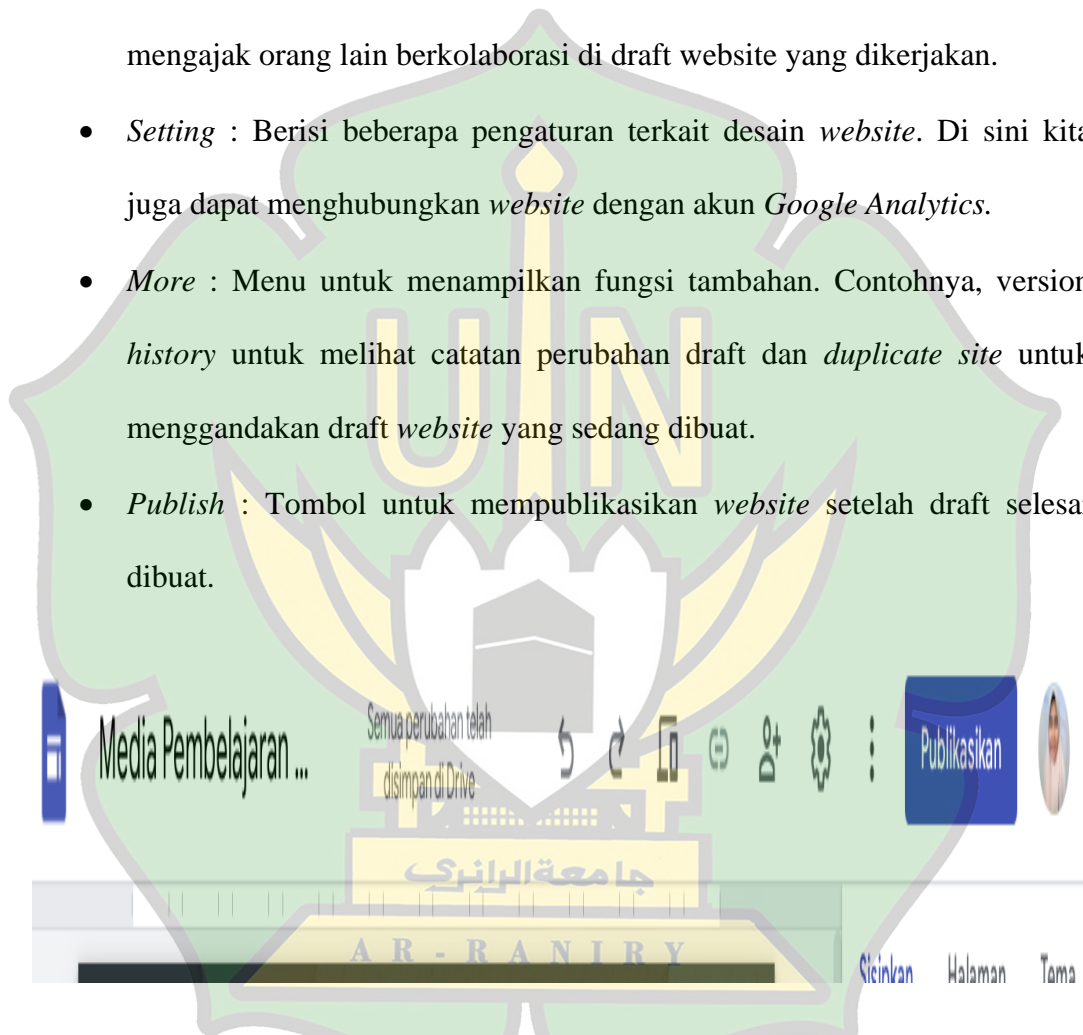 mengajak orang lain berkolaborasi di draft website yang dikerjakan.
• Setting : Berisi beberapa pengaturan terkait desain website. Di sini kita
juga dapat menghubungkan website dengan akun Google Analytics.
• More : Menu untuk menampilkan fungsi tambahan. Contohnya, version
history untuk melihat catatan perubahan draft dan duplicate site untuk
menggandakan draft website yang sedang dibuat.
• Publish : Tombol untuk mempublikasikan website setelah draft selesai
dibuat.
UIN
Media Pembelajaran ...
Semua perubahan telah
disimpan di Drive
Publikasikan
جامعة الرانري
AR-RANIRY
Sisipkan Halaman Tema